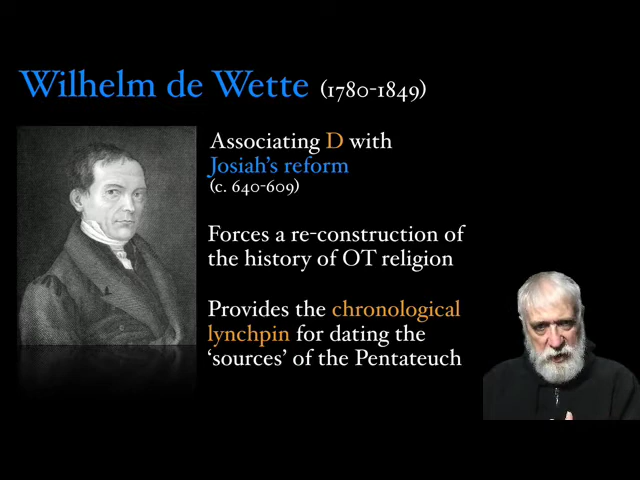 Wilhelm de Wette (1780-1849)
Associating D with
Josiah's reform
(c. 640-609)
Forces a re-construction of
the history of OT religion
Provides the chronological
lynchpin for dating the
‘sources’ of the Pentateuch